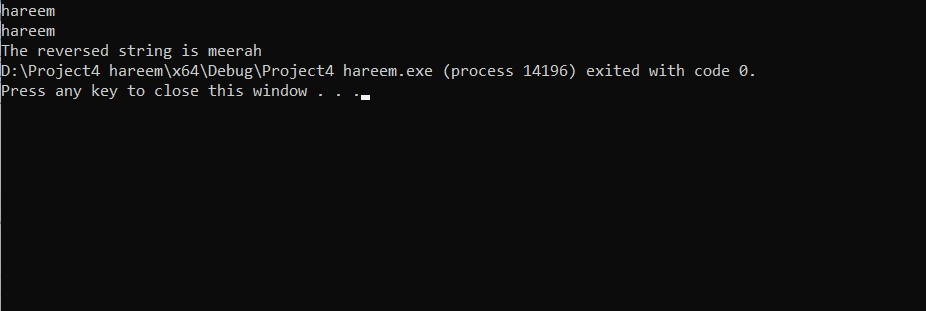 hareem
hareem
The reversed string is meerah
D:\Project4 hareem\x64\Debug\Project4 hareem.exe (process 14196) exited with code 0.
Press any key to close this window . . .